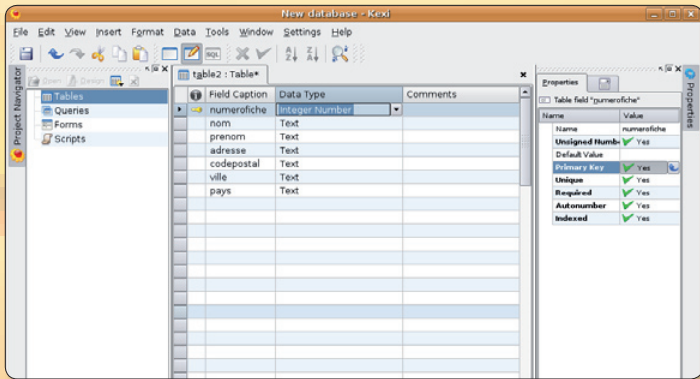 New database - Kexi
File Edit View Insert Format Data Tools Window Settings Help
SQL
Project Navigator
Open Design
Tables
Queries
Forms
Scripts
table2 : Table*
Field Caption Data Type Comments
numerofiche Integer Number
nom Text
prenom Text
adresse Text
codepostal Text
ville Text
pays Text
Properties
Table field "numerofiche"
Name Value
Name numerofiche
Unsigned Numb Yes
Default Value
Primary Key Yes
Unique Yes
Required Yes
Autonumber Yes
Indexed Yes
Properties